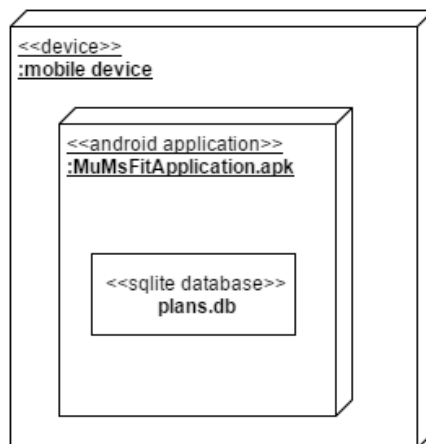 <<device>>
:mobile device
<<android application>>
:MuMsFitApplication.apk
<<sqlite database>>
plans.db